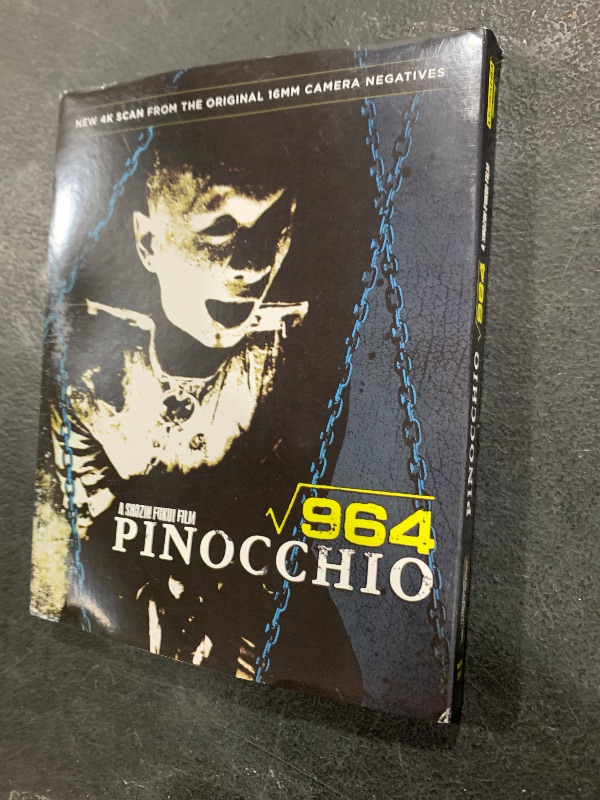 NEW 4K SCAN FROM THE ORIGINAL 16MM CAMERA NEGATIVES
A SHOZIN FUKUI FILM
√964
PINOCCHIO
PINOCCHIO √964